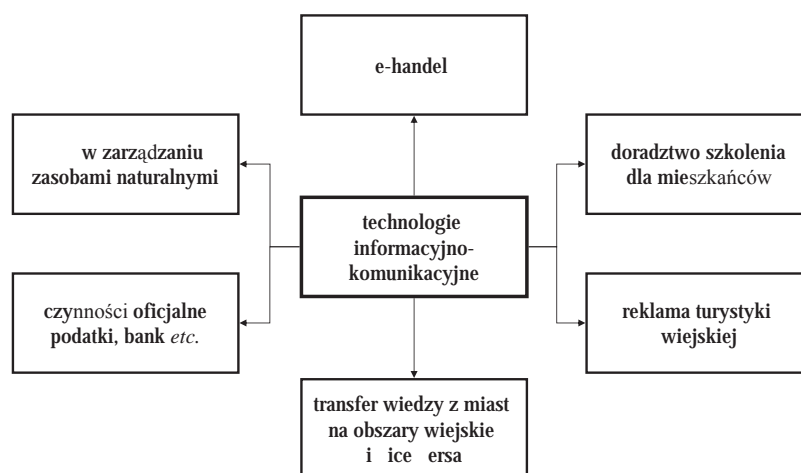 e-handel
w zarządzaniu
zasobami naturalnymi
doradztwo szkolenia
dla mieszkańców
technologie
informacyjno-
komunikacyjne
czynności oficjalne
podatki, bank etc.
reklama turystyki
wiejskiej
transfer wiedzy z miast
na obszary wiejskie
i ice ersa